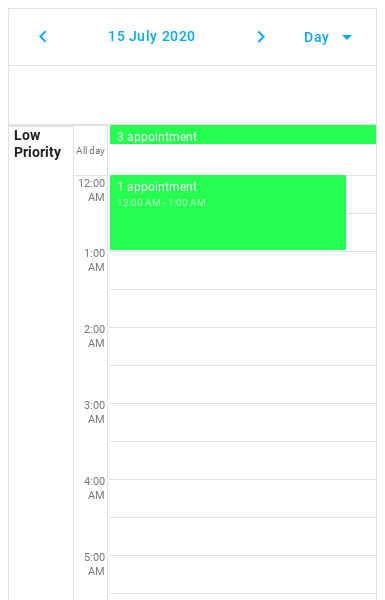 15 July 2020
Day
Low
Priority
All day
3 appointment
12:00
AM
1 appointment
12:00 AM - 1:00 AM
1:00
AM
2:00
AM
3:00
AM
4:00
AM
5:00
AM